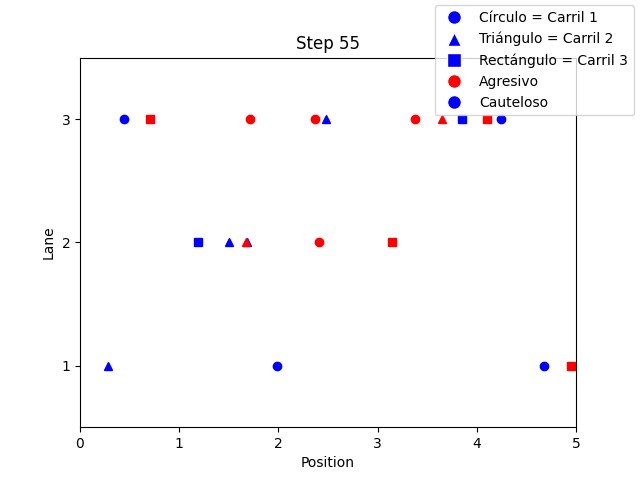 Step 55
Círculo = Carril 1
Triángulo = Carril 2
Rectángulo = Carril 3
Agresivo
Cauteloso
Lane
3
2
1
0 1 2 3 4 5
Position